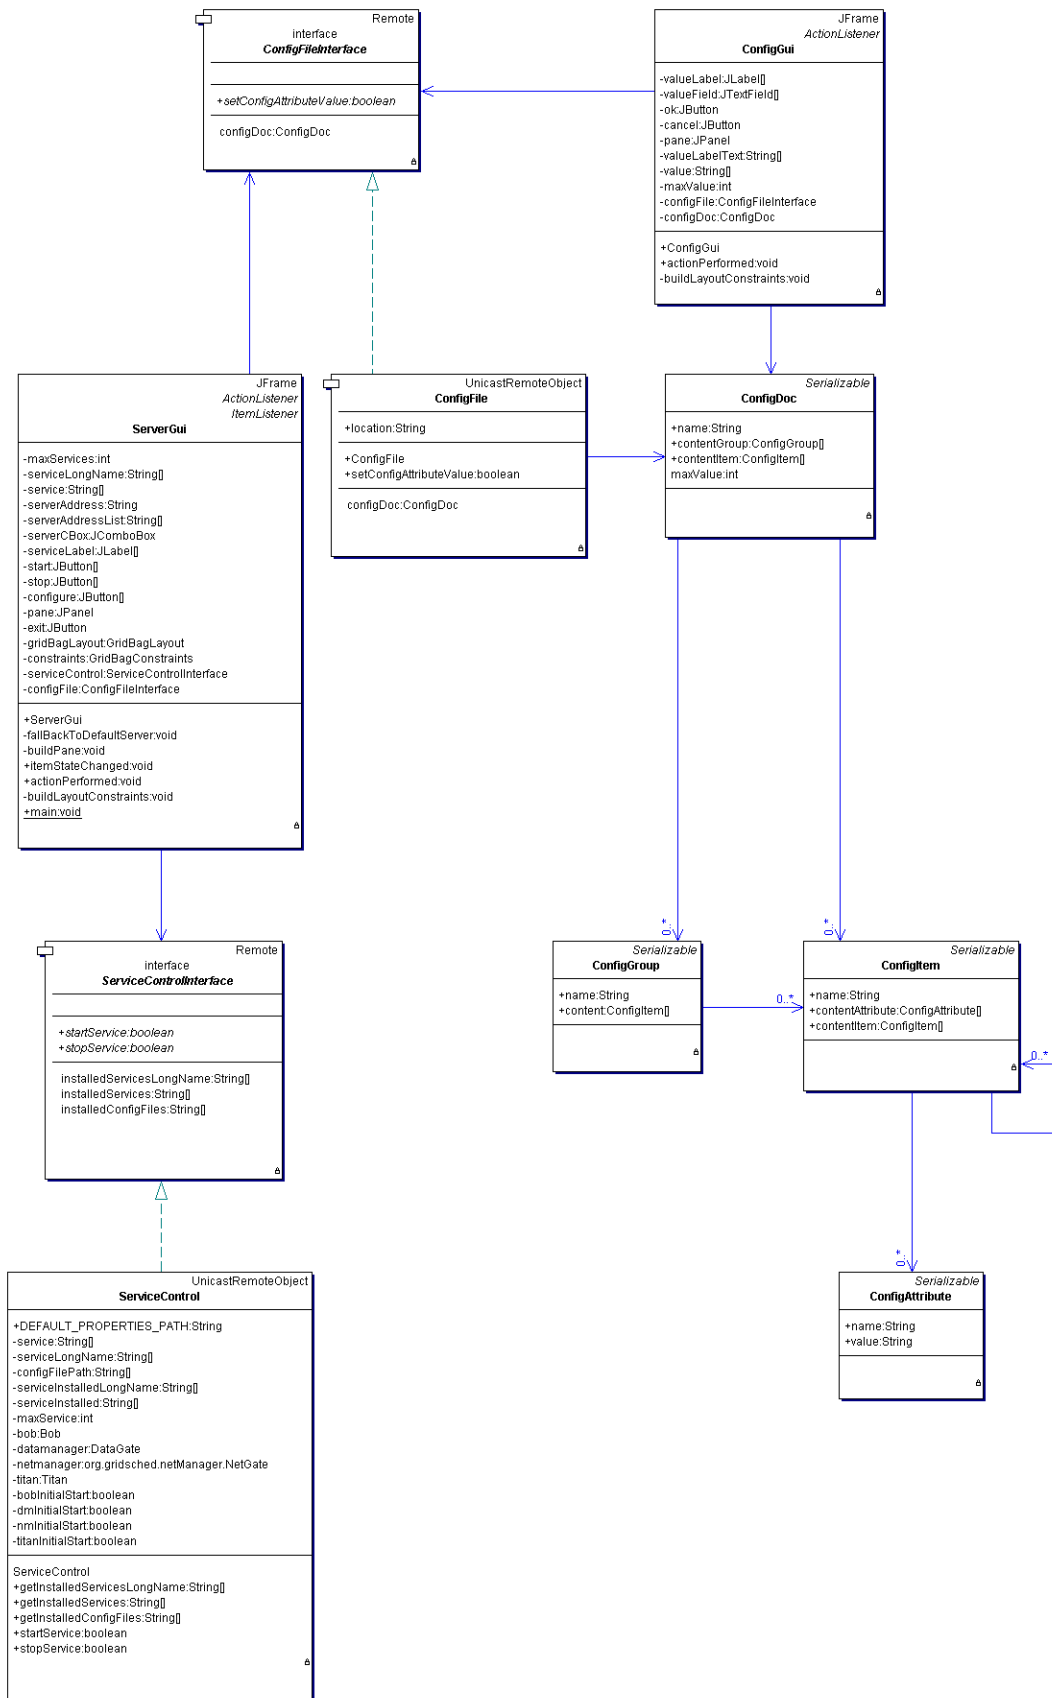 Remote
interface
ConfigFileInterface
+setConfigAttributeValue:boolean
configDoc:ConfigDoc
JFrame
ActionListener
ConfigGui
-valueLabel:JLabel[]
-valueField:JTextField[]
-ok:JButton
-cancel:JButton
-pane:JPanel
-valueLabelText:String[]
-value:String[]
-maxValue:int
-configFile:ConfigFileInterface
-configDoc:ConfigDoc
+ConfigGui
+actionPerformed:void
-buildLayoutConstraints:void
JFrame
ActionListener
ItemListener
ServerGui
-maxServices:int
-serviceLongName:String[]
-service:String[]
-serverAddress:String
-serverAddressList:String[]
-serverCBox:JComboBox
-serviceLabel:JLabel[]
-start:JButton[]
-stop:JButton[]
-configure:JButton[]
-pane:JPanel
-exit:JButton
-gridBagLayout:GridBagLayout
-constraints:GridBagConstraints
-serviceControl:ServiceControlInterface
-configFile:ConfigFileInterface
+ServerGui
-fallBackToDefaultServer:void
-buildPane:void
+itemStateChanged:void
+actionPerformed:void
-buildLayoutConstraints:void
+main:void
UnicastRemoteObject
ConfigFile
+location:String
+ConfigFile
+setConfigAttributeValue:boolean
configDoc:ConfigDoc
Serializable
ConfigDoc
+name:String
+contentGroup:ConfigGroup[]
+contentItem:ConfigItem[]
maxValue:int
0..*
0..*
Remote
interface
ServiceControlInterface
+startService:boolean
+stopService:boolean
installedServicesLongName:String[]
installedServices:String[]
installedConfigFiles:String[]
Serializable
ConfigGroup
+name:String
+content:ConfigItem[]
0..*
Serializable
ConfigItem
+name:String
+contentAttribute:ConfigAttribute[]
+contentItem:ConfigItem[]
0..*
0..*
UnicastRemoteObject
ServiceControl
+DEFAULT_PROPERTIES_PATH:String
-service:String[]
-serviceLongName:String[]
-configFilePath:String[]
-serviceInstalledLongName:String[]
-serviceInstalled:String[]
-maxService:int
-bob:Bob
-datamanager:DataGate
-netmanager:org.gridsched.netManager.NetGate
-titan:Titan
-bobInitialStart:boolean
-dmInitialStart:boolean
-nmInitialStart:boolean
-titanInitialStart:boolean
ServiceControl
+getInstalledServicesLongName:String[]
+getInstalledServices:String[]
+getInstalledConfigFiles:String[]
+startService:boolean
+stopService:boolean
Serializable
ConfigAttribute
+name:String
+value:String